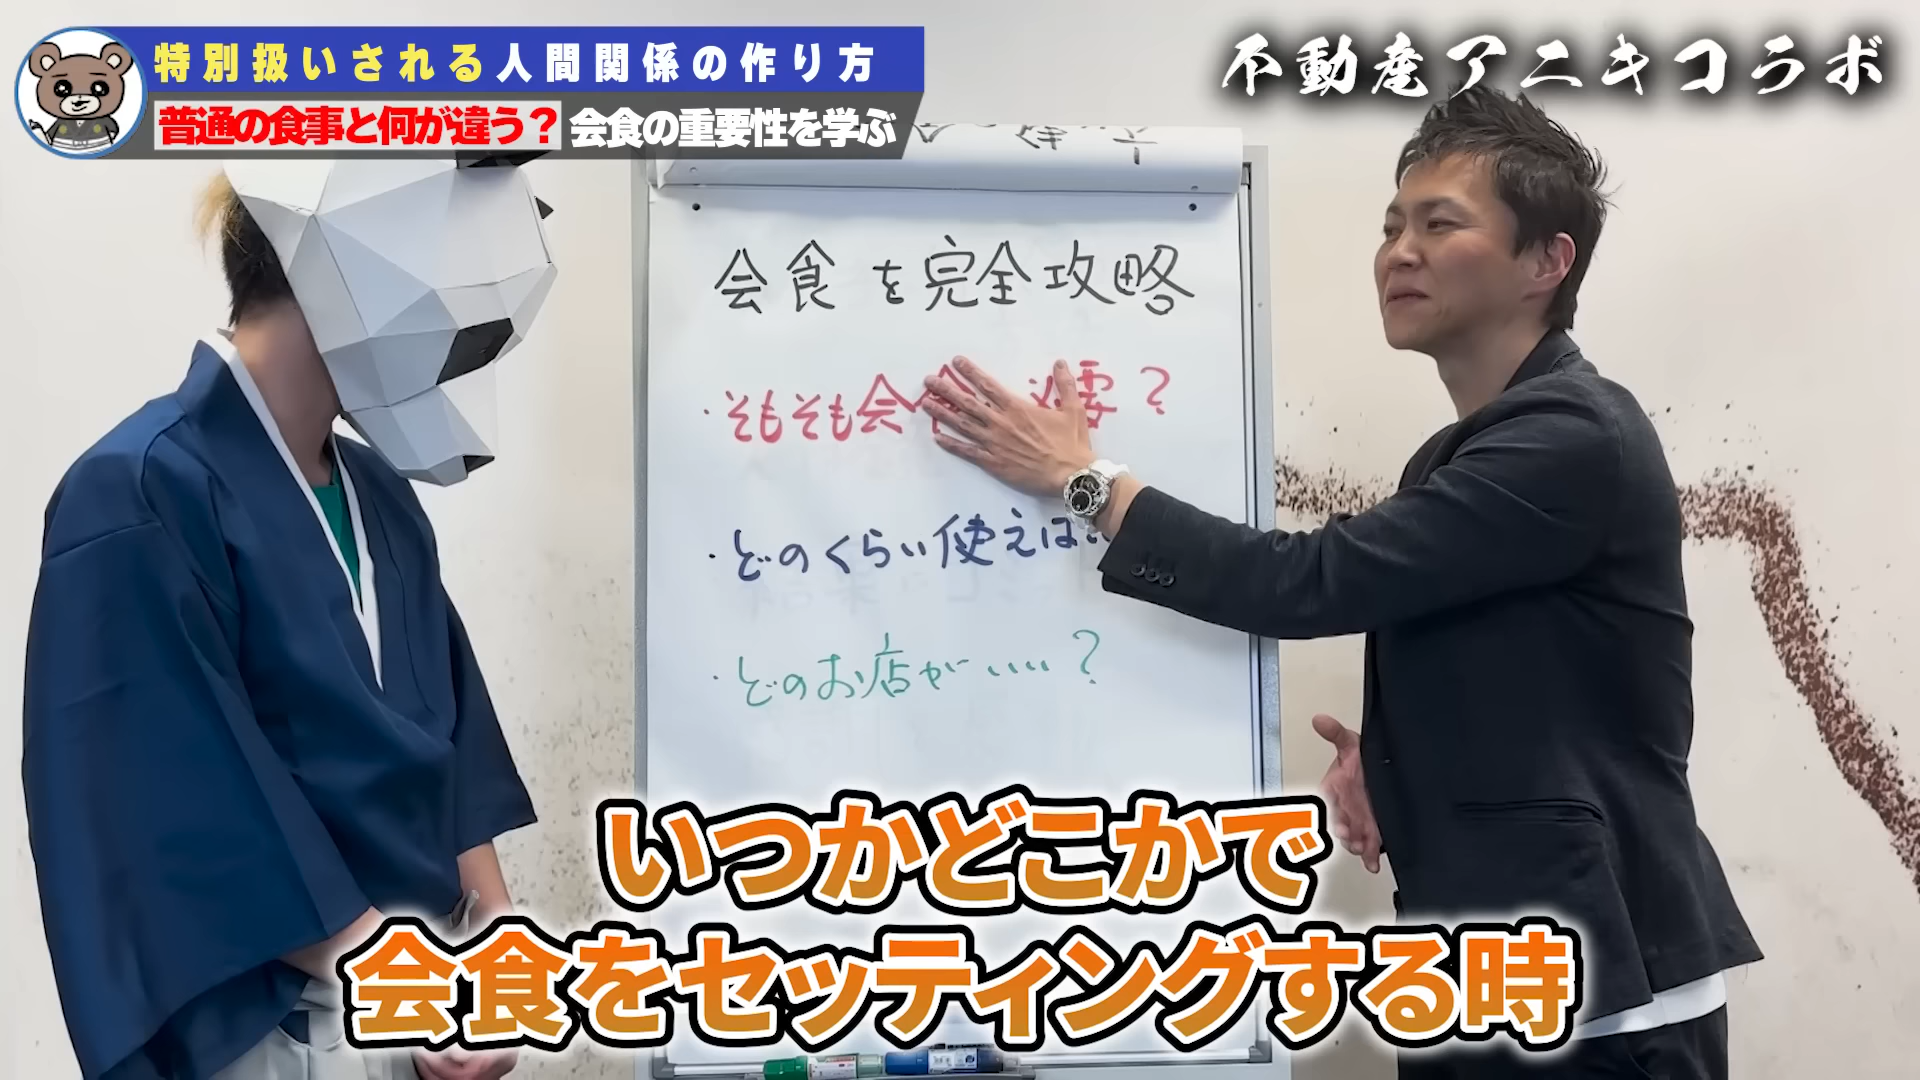 特別扱いされる人間関係の作り方
普通の食事と何が違う？ 会食の重要性を学ぶ
不動産アニキコラボ
会食を完全攻略
・そもそも会食 必要？
・どのくらい使えば
・どのお店がいい？
いつかどこかで
会食をセッティングする時